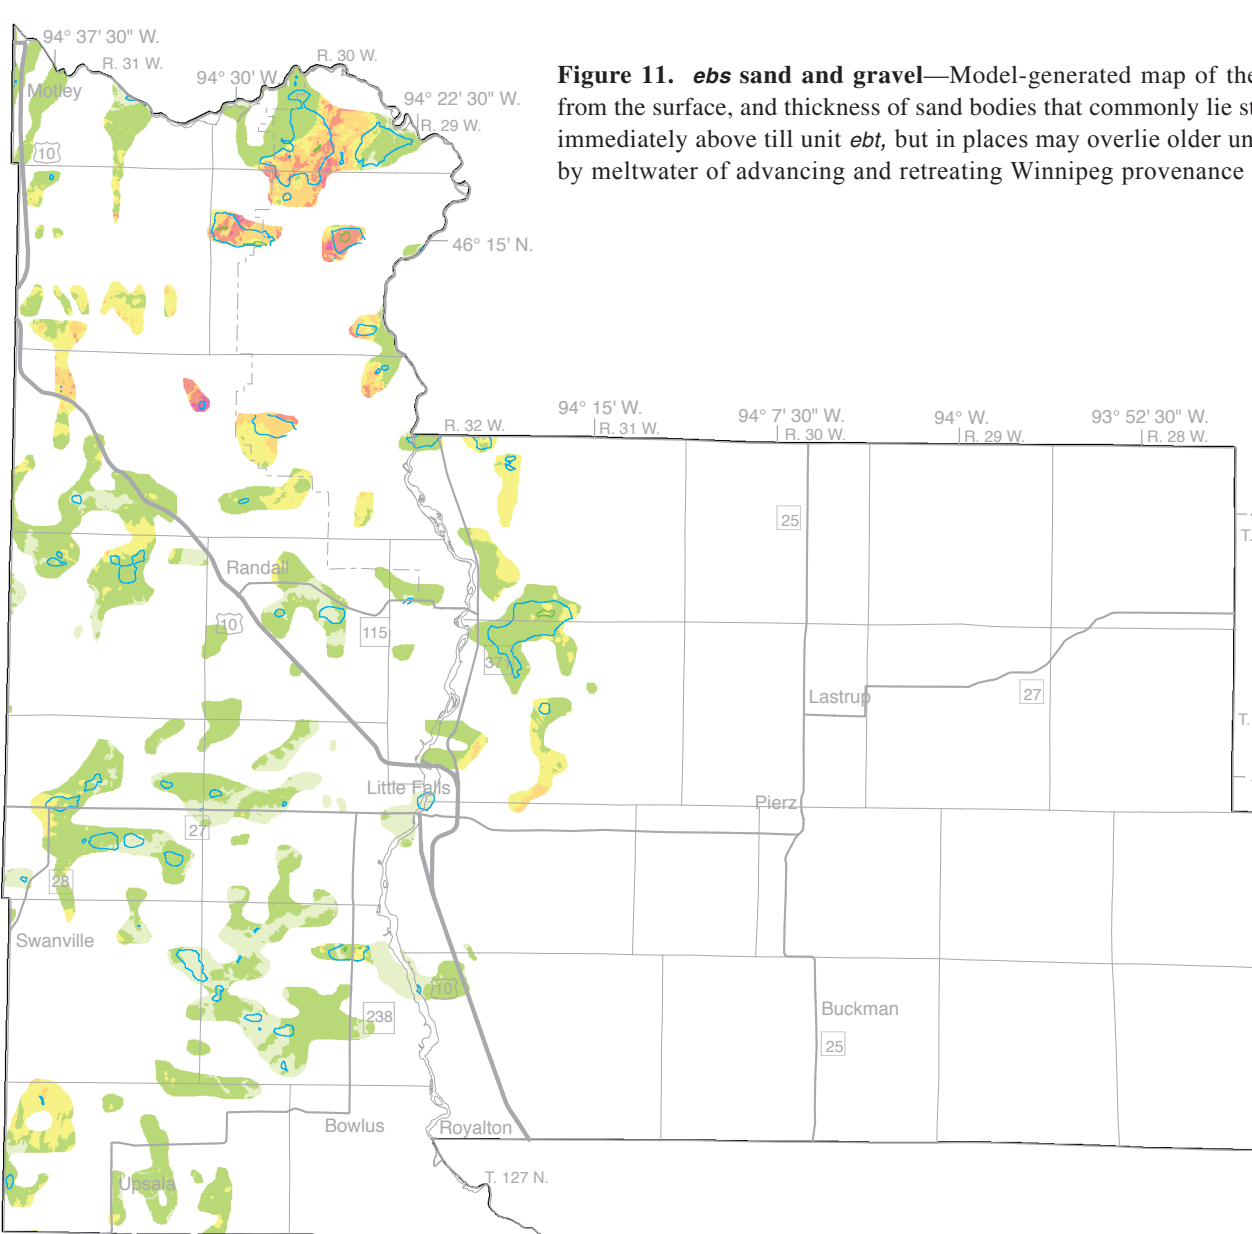 94° 37' 30" W.
R. 31 W.
R. 30 W.
94° 30' W.
94° 22' 30" W.
R. 29 W.
Motley
10
46° 15' N.
Figure 11. ebs sand and gravel—Model-generated map of the
from the surface, and thickness of sand bodies that commonly lie
immediately above till unit ebt, but in places may overlie older
by meltwater of advancing and retreating Winnipeg provenance
94° 15' W.
94° 7' 30" W.
94° W.
93° 52' 30" W.
R. 32 W.
R. 31 W.
R. 30 W.
R. 29 W.
R. 28 W.
25
T.
Randall
10
115
371
Lastrup
27
T.
Little Falls
Pierz
27
28
Swanville
10
238
Buckman
25
Bowlus
Royalton
T. 127 N.
Upsala